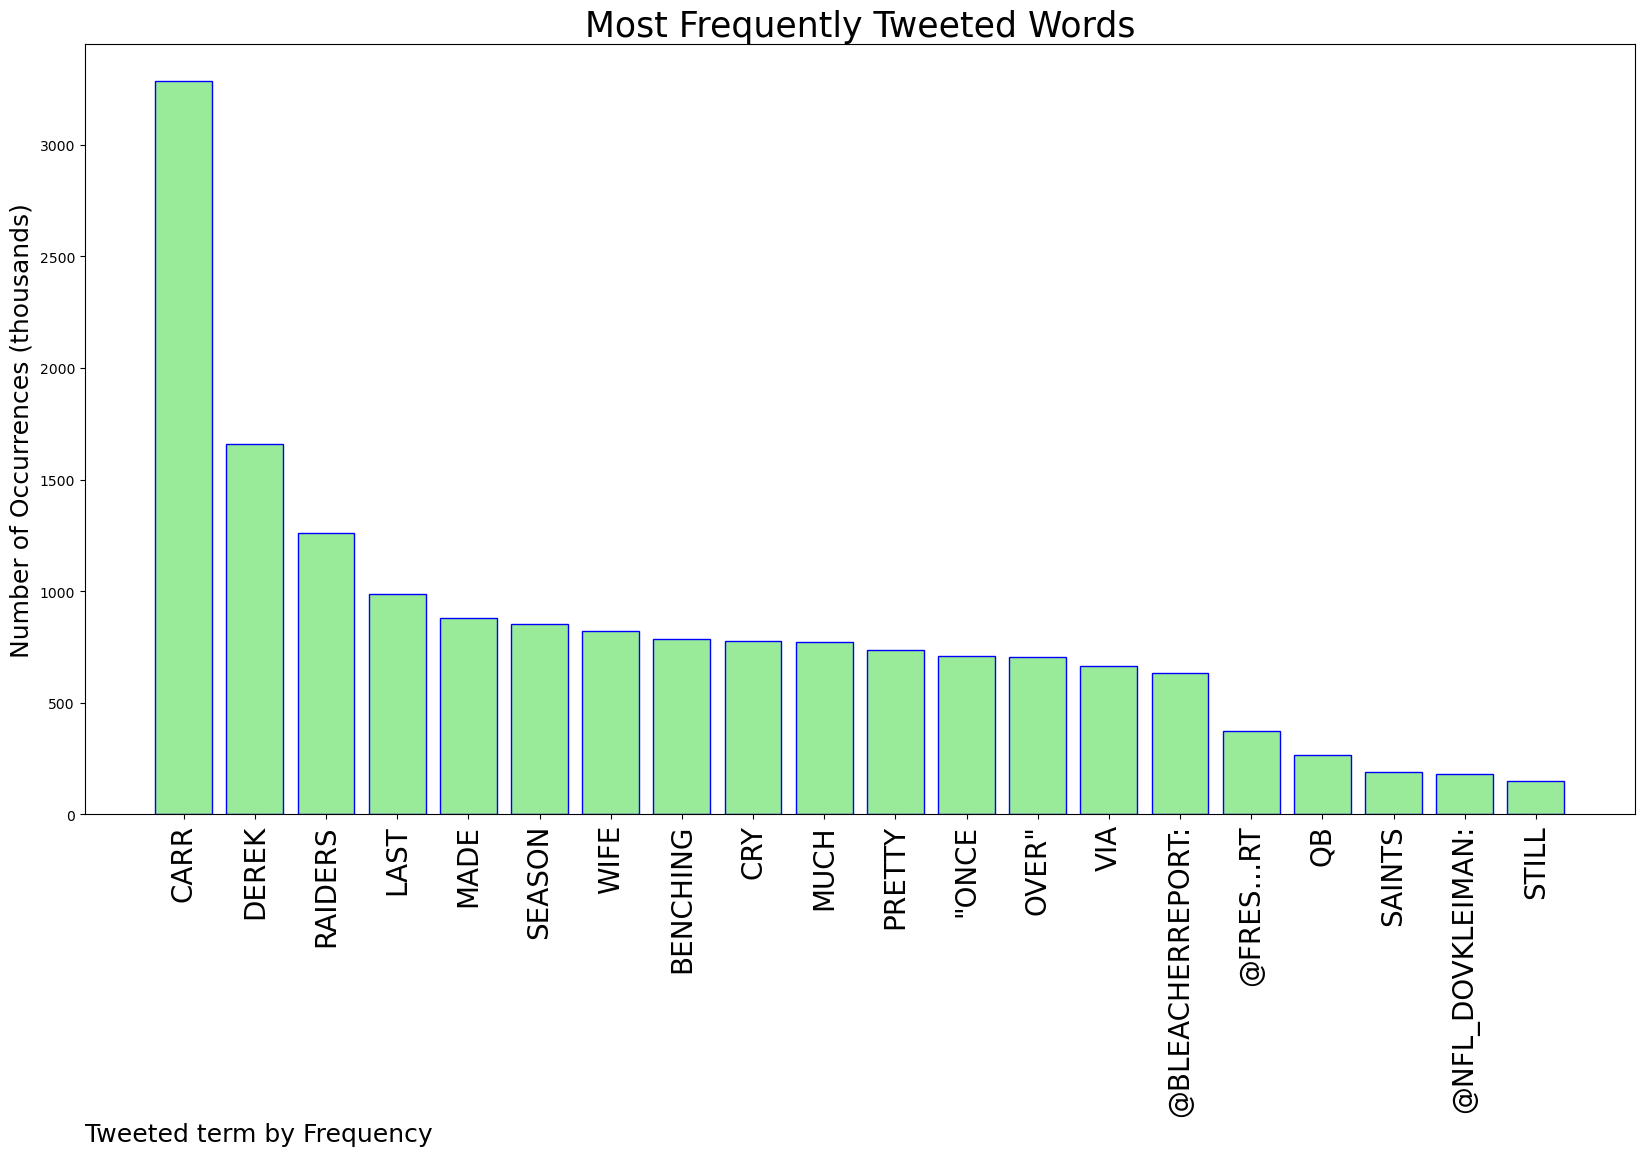 Most Frequently Tweeted Words
Number of Occurrences (thousands)
3000
2500
2000
1500
1000
500
0
CARR
DEREK
RAIDERS
LAST
MADE
SEASON
WIFE
BENCHING
CRY
MUCH
PRETTY
"ONCE
OVER"
VIA
@BLEACHERREPORT:
@FRES…RT
QB
SAINTS
@NFL_DOVKLEIMAN:
STILL
Tweeted term by Frequency